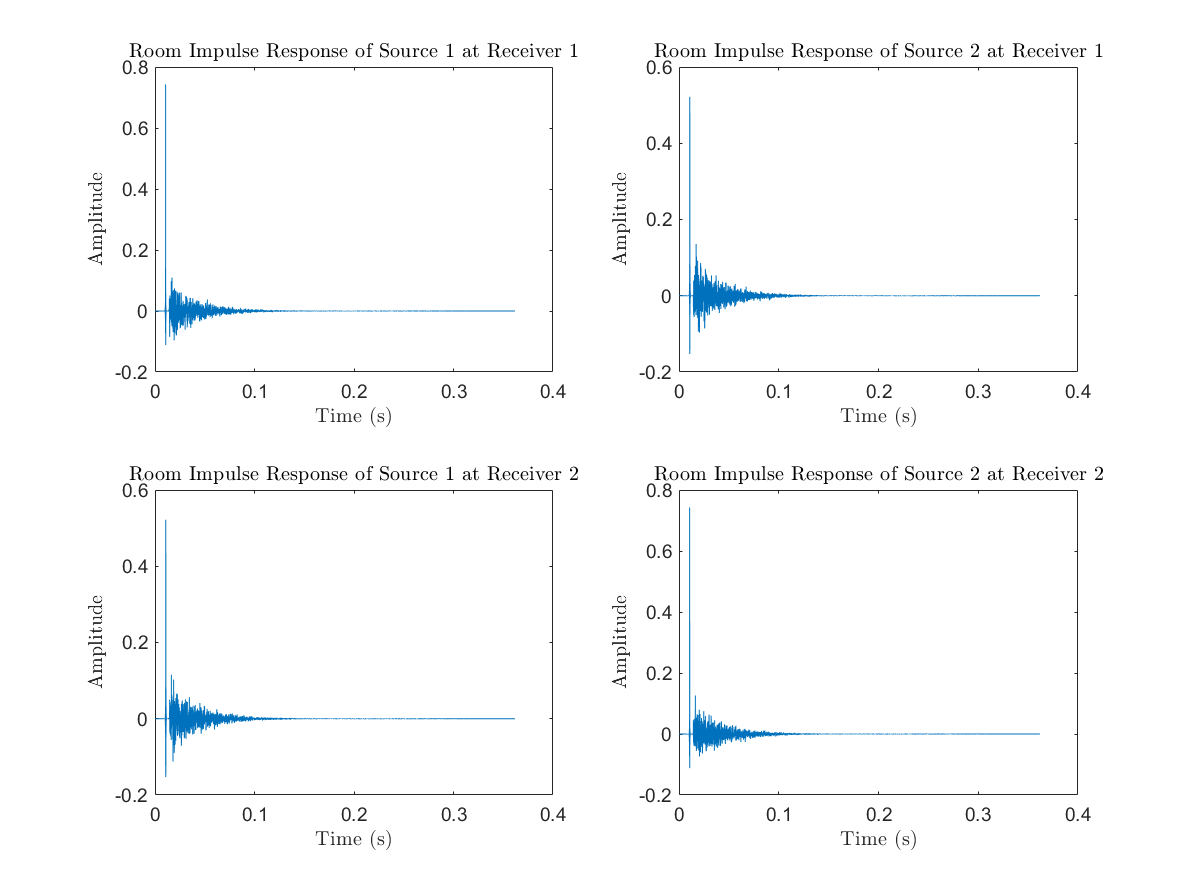 Room Impulse Response of Source 1 at Receiver 1
0.8
0.6
0.4
0.2
0
-0.2
Amplitude
0 0.1 0.2 0.3 0.4
Time (s)
Room Impulse Response of Source 2 at Receiver 1
0.6
0.4
0.2
0
-0.2
Amplitude
0 0.1 0.2 0.3 0.4
Time (s)
Room Impulse Response of Source 1 at Receiver 2
0.6
0.4
0.2
0
-0.2
Amplitude
0 0.1 0.2 0.3 0.4
Time (s)
Room Impulse Response of Source 2 at Receiver 2
0.8
0.6
0.4
0.2
0
-0.2
Amplitude
0 0.1 0.2 0.3 0.4
Time (s)